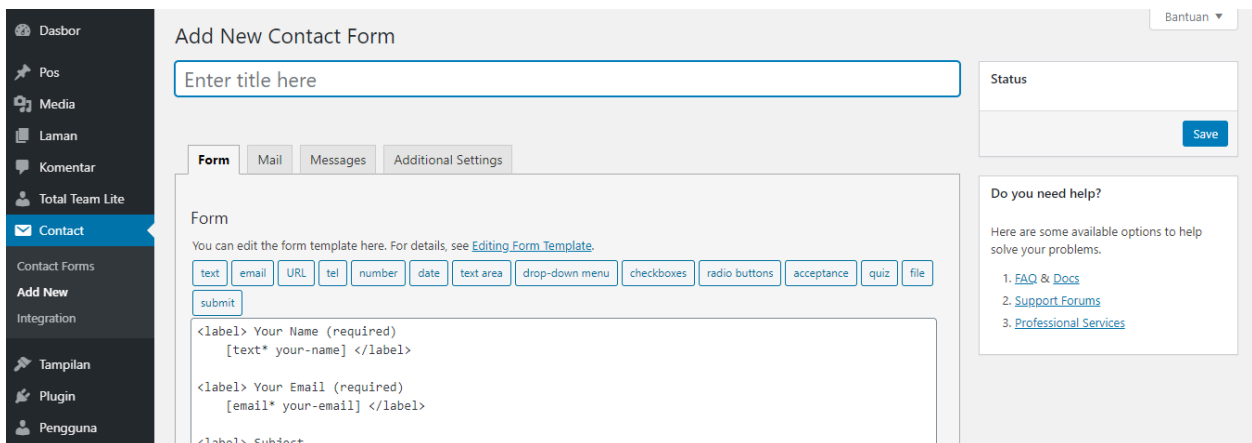 Dasbor
Pos
Media
Laman
Komentar
Total Team Lite
Contact
Contact Forms
Add New
Integration
Tampilan
Plugin
Pengguna
Bantuan ▼
Add New Contact Form
Enter title here
Form Mail Messages Additional Settings
Form
You can edit the form template here. For details, see Editing Form Template.
text email URL tel number date text area drop-down menu checkboxes radio buttons acceptance quiz file
submit
<label> Your Name (required)
[text* your-name] </label>
<label> Your Email (required)
[email* your-email] </label>
<label> Subject
Status
Save
Do you need help?
Here are some available options to help
solve your problems.
1. FAQ & Docs
2. Support Forums
3. Professional Services